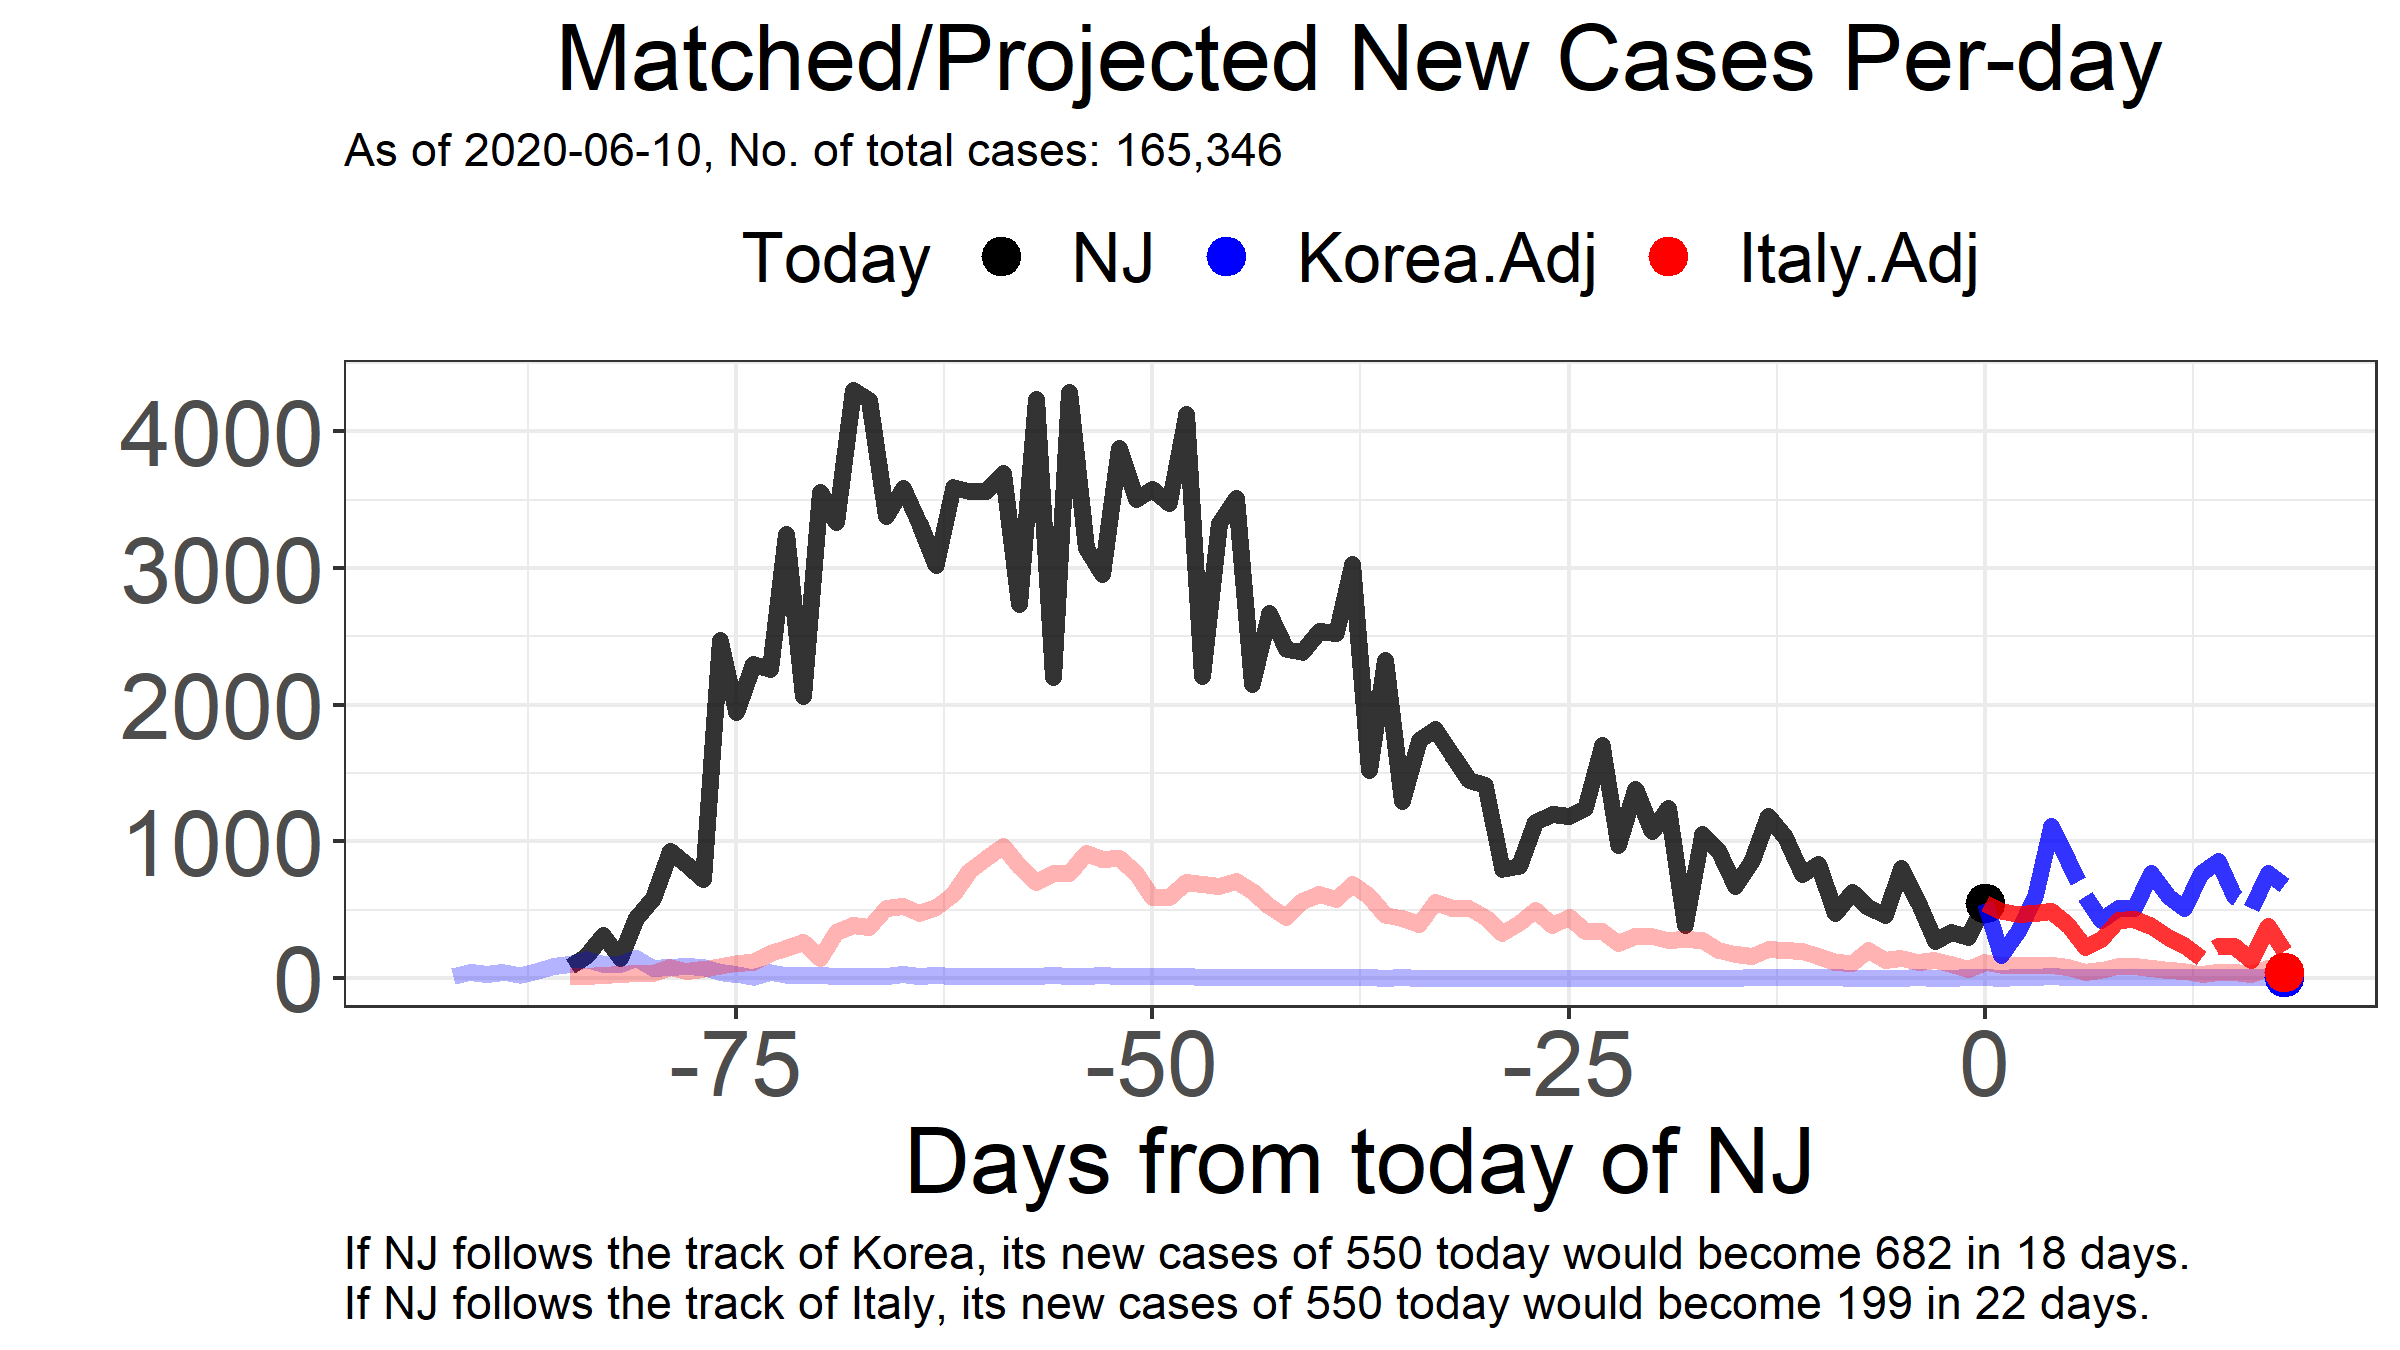 Matched/Projected New Cases Per-day
As of 2020-06-10, No. of total cases: 165,346
Today NJ Korea.Adj Italy.Adj
4000
3000
2000
1000
0
-75 -50 -25 0
Days from today of NJ
If NJ follows the track of Korea, its new cases of 550 today would become 682 in 18 days.
If NJ follows the track of Italy, its new cases of 550 today would become 199 in 22 days.